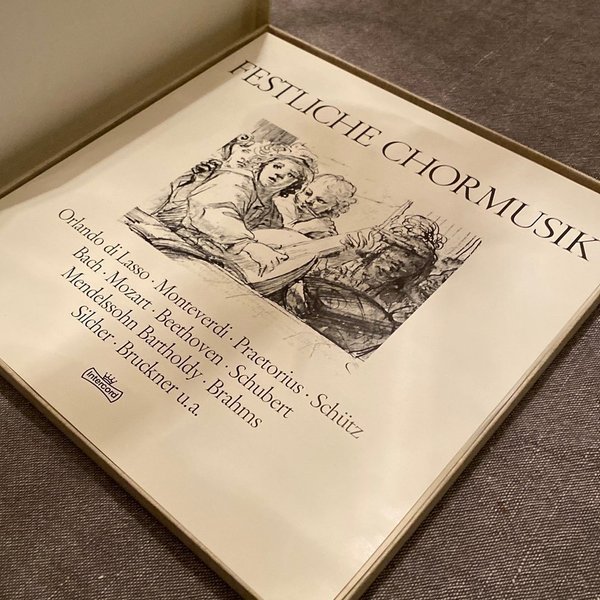 FESTLICHE CHORMUSIK
Orlando di Lasso · Monteverdi · Praetorius · Schütz
Bach · Mozart · Beethoven · Schubert
Mendelssohn Bartholdy · Brahms
Silcher · Bruckner u.a.
Intercord